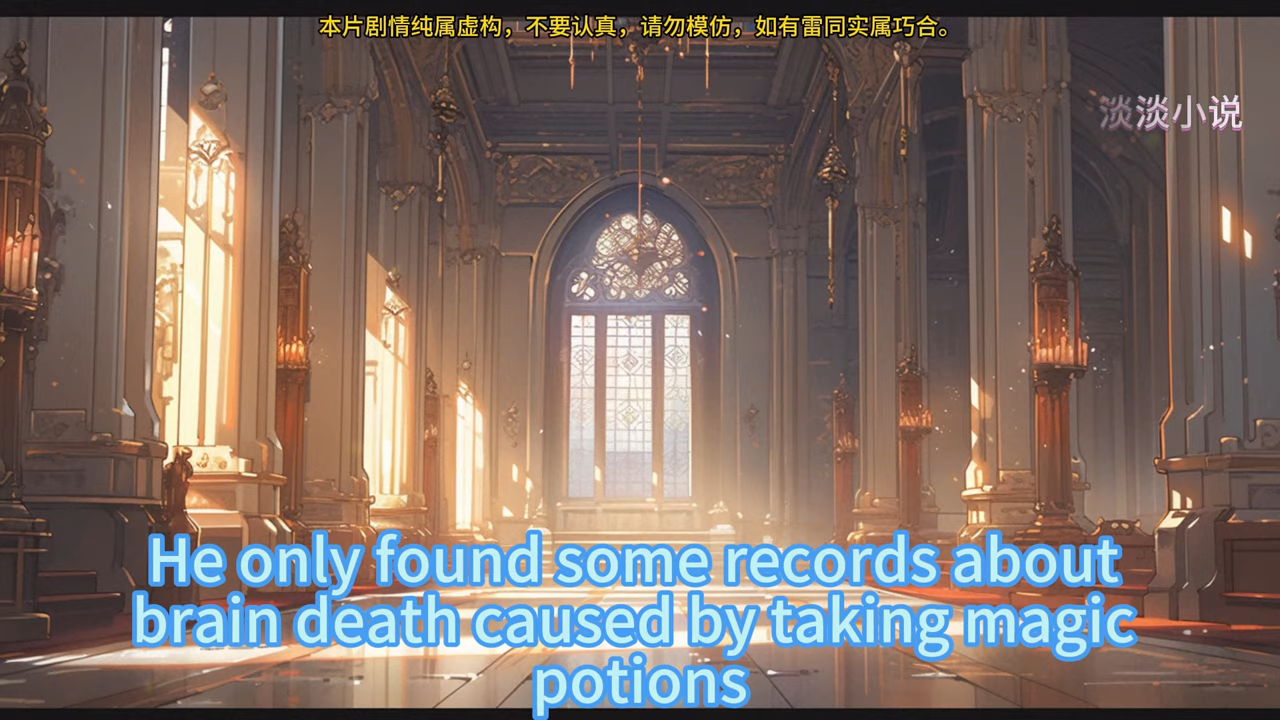 本片剧情纯属虚构，不要认真，请勿模仿，如有雷同实属巧合。
淡淡小说
He only found some records about
brain death caused by taking magic
potions